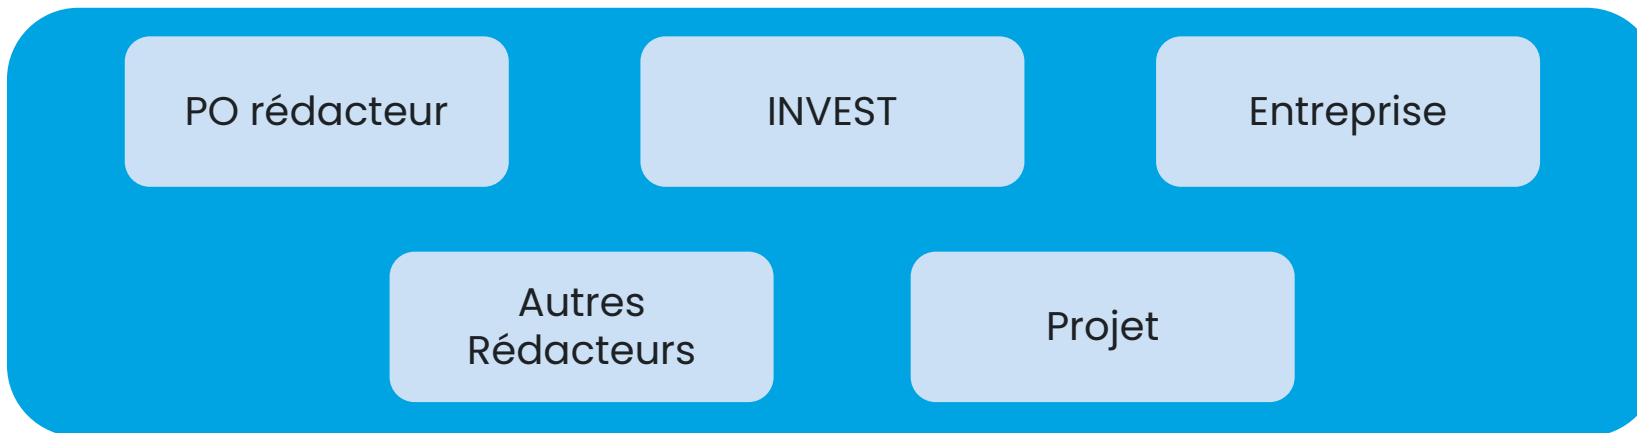 PO rédacteur
INVEST
Entreprise
Autres
Rédacteurs
Projet